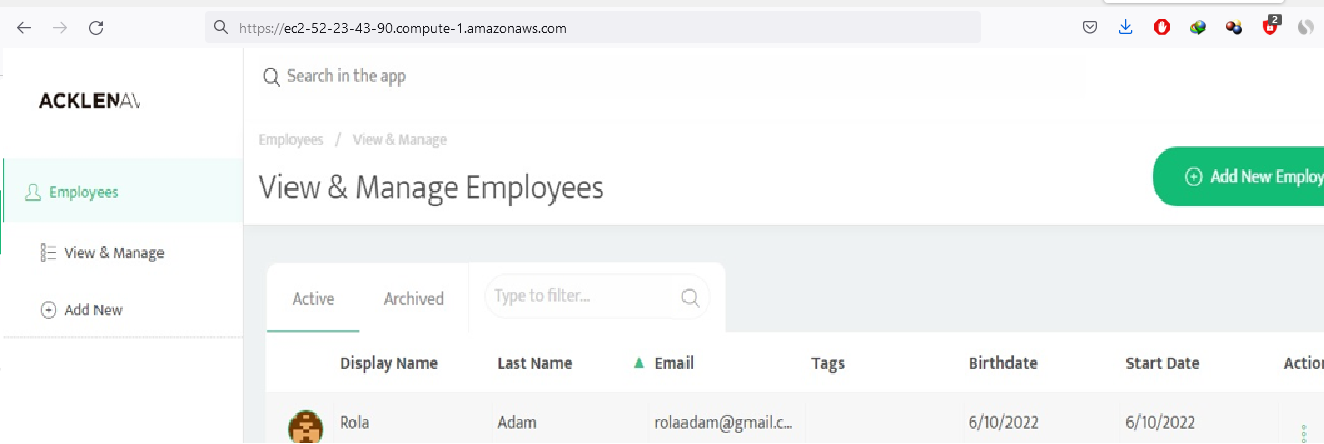 https://ec2-52-23-43-90.compute-1.amazonaws.com
2
Search in the app
ACKLENAV
Employees / View & Manage
View & Manage Employees
Add New Employ
Employees
View & Manage
Add New
Active Archived Type to filter...
Display Name Last Name Email Tags Birthdate Start Date Action
Rola Adam rolaadam@gmail.c... 6/10/2022 6/10/2022